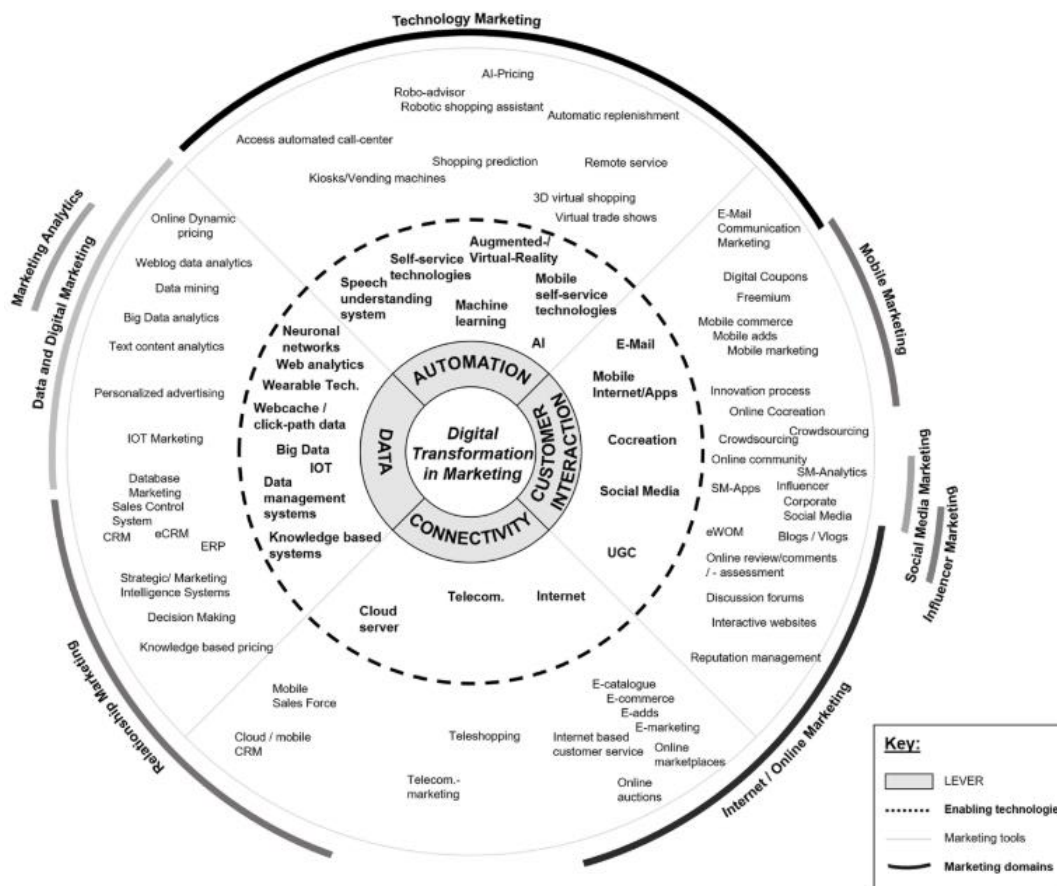 Technology Marketing
AI-Pricing
Robo-advisor
Robotic shopping assistant
Automatic replenishment
Access automated call-center
Shopping prediction
Remote service
Kiosks/Vending machines
3D virtual shopping
Virtual trade shows
Marketing Analytics
Data and Digital Marketing
Online Dynamic
pricing
Weblog data analytics
Data mining
Big Data analytics
Text content analytics
Personalized advertising
IOT Marketing
Database
Marketing
Sales Control
System
CRM
eCRM
ERP
Strategic/ Marketing
Intelligence Systems
Decision Making
Knowledge based pricing
Relationship Marketing
Augmented-/
Virtual-Reality
Self-service
technologies
Speech
understanding
system
Mobile
self-service
technologies
Machine
learning
AI
Neuronal
networks
Web analytics
Wearable Tech.
Webcache /
click-path data
Big Data
IOT
Data
management
systems
Knowledge based
systems
AUTOMATION
DATA
CUSTOMER
INTERACTION
CONNECTIVITY
Digital
Transformation
in Marketing
E-Mail
Mobile
Internet/Apps
Cocreation
Social Media
UGC
Cloud
server
Telecom.
Internet
E-Mail
Communication
Marketing
Digital Coupons
Freemium
Mobile commerce
Mobile adds
Mobile marketing
Mobile Marketing
Innovation process
Online Cocreation
Crowdsourcing
Crowdsourcing
Online community
SM-Analytics
SM-Apps
Influencer
Corporate
Social Media
eWOM
Blogs / Vlogs
Online review/comments
/ - assessment
Discussion forums
Interactive websites
Reputation management
Social Media Marketing
Influencer Marketing
Internet / Online Marketing
Mobile
Sales Force
Cloud / mobile
CRM
Teleshopping
Telecom.-
marketing
E-catalogue
E-commerce
E-adds
E-marketing
Internet based
customer service
Online
marketplaces
Online
auctions
Key:
LEVER
Enabling technologie
Marketing tools
Marketing domains